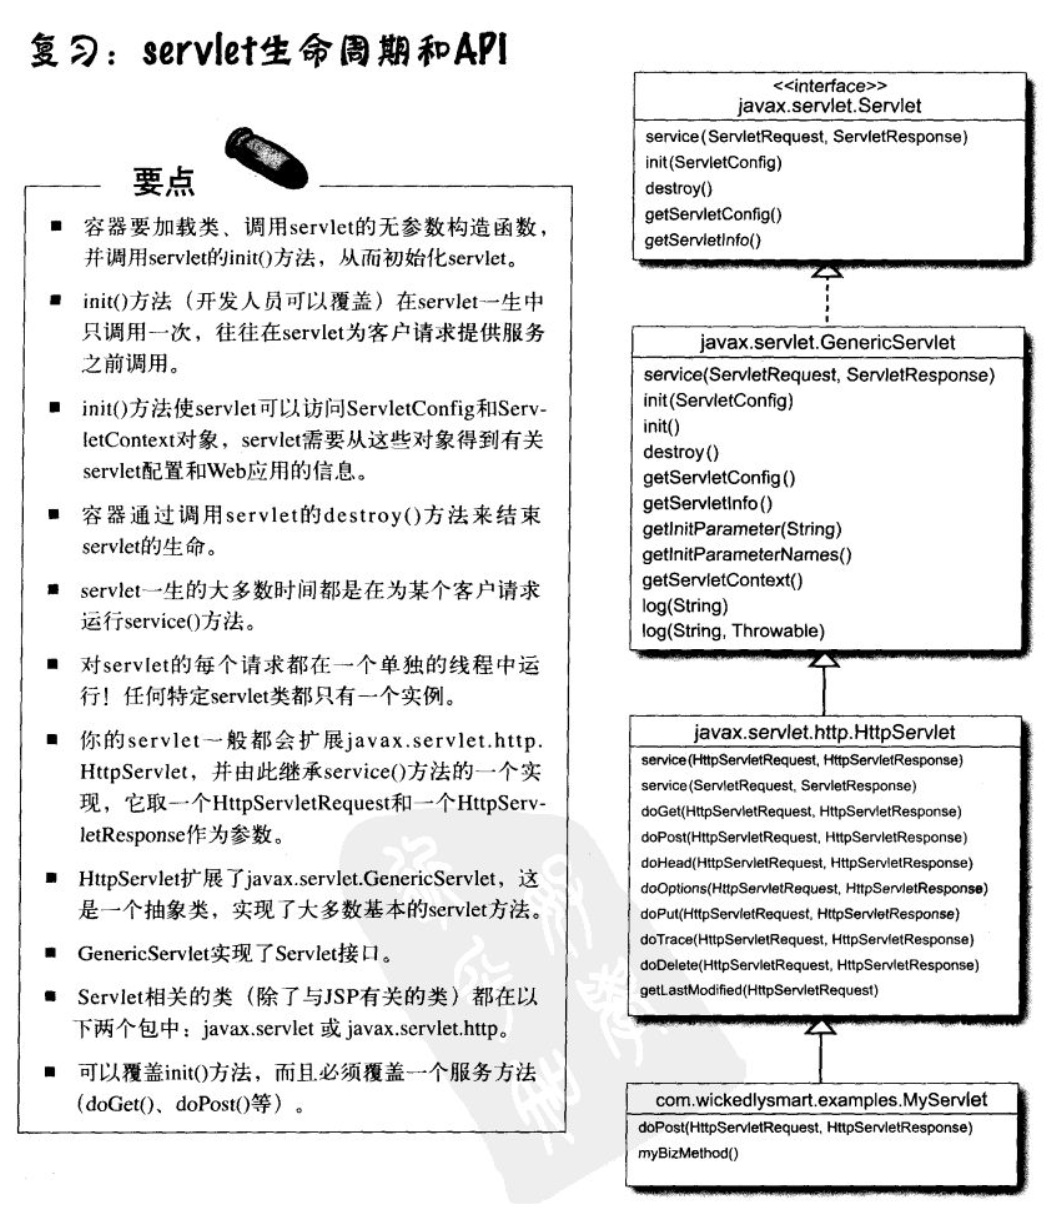 复习：servlet生命周期和API
要点
■ 容器要加载类、调用servlet的无参数构造函数，
并调用servlet的init()方法，从而初始化servlet。
■ init()方法（开发人员可以覆盖）在servlet一生中
只调用一次，往往在servlet为客户请求提供服务
之前调用。
■ init()方法使servlet可以访问ServletConfig和Serv-
letContext对象，servlet需要从这些对象得到有关
servlet配置和Web应用的信息。
■ 容器通过调用servlet的destroy()方法来结束
servlet的生命。
■ servlet一生的大多数时间都是在为某个客户请求
运行service()方法。
■ 对servlet的每个请求都在一个单独的线程中运
行！任何特定servlet类都只有一个实例。
■ 你的servlet一般都会扩展javax.servlet.http.
HttpServlet，并由此继承service()方法的一个实
现，它取一个HttpServletRequest和一个HttpServ-
letResponse作为参数。
■ HttpServlet扩展了javax.servlet.GenericServlet，这
是一个抽象类，实现了大多数基本的servlet方法。
■ GenericServlet实现了Servlet接口。
■ Servlet相关的类（除了与JSP有关的类）都在以
下两个包中：javax.servlet 或 javax.servlet.http。
■ 可以覆盖init()方法，而且必须覆盖一个服务方法
（doGet()、doPost()等）。
<<interface>>
javax.servlet.Servlet
service(ServletRequest, ServletResponse)
init(ServletConfig)
destroy()
getServletConfig()
getServletInfo()
javax.servlet.GenericServlet
service(ServletRequest, ServletResponse)
init(ServletConfig)
init()
destroy()
getServletConfig()
getServletInfo()
getInitParameter(String)
getInitParameterNames()
getServletContext()
log(String)
log(String, Throwable)
javax.servlet.http.HttpServlet
service(HttpServletRequest, HttpServletResponse)
service(ServletRequest, ServletResponse)
doGet(HttpServletRequest, HttpServletResponse)
doPost(HttpServletRequest, HttpServletResponse)
doHead(HttpServletRequest, HttpServletResponse)
doOptions(HttpServletRequest, HttpServletResponse)
doPut(HttpServletRequest, HttpServletResponse)
doTrace(HttpServletRequest, HttpServletResponse)
doDelete(HttpServletRequest, HttpServletResponse)
getLastModified(HttpServletRequest)
com.wickedlysmart.examples.MyServlet
doPost(HttpServletRequest, HttpServletResponse)
myBizMethod()